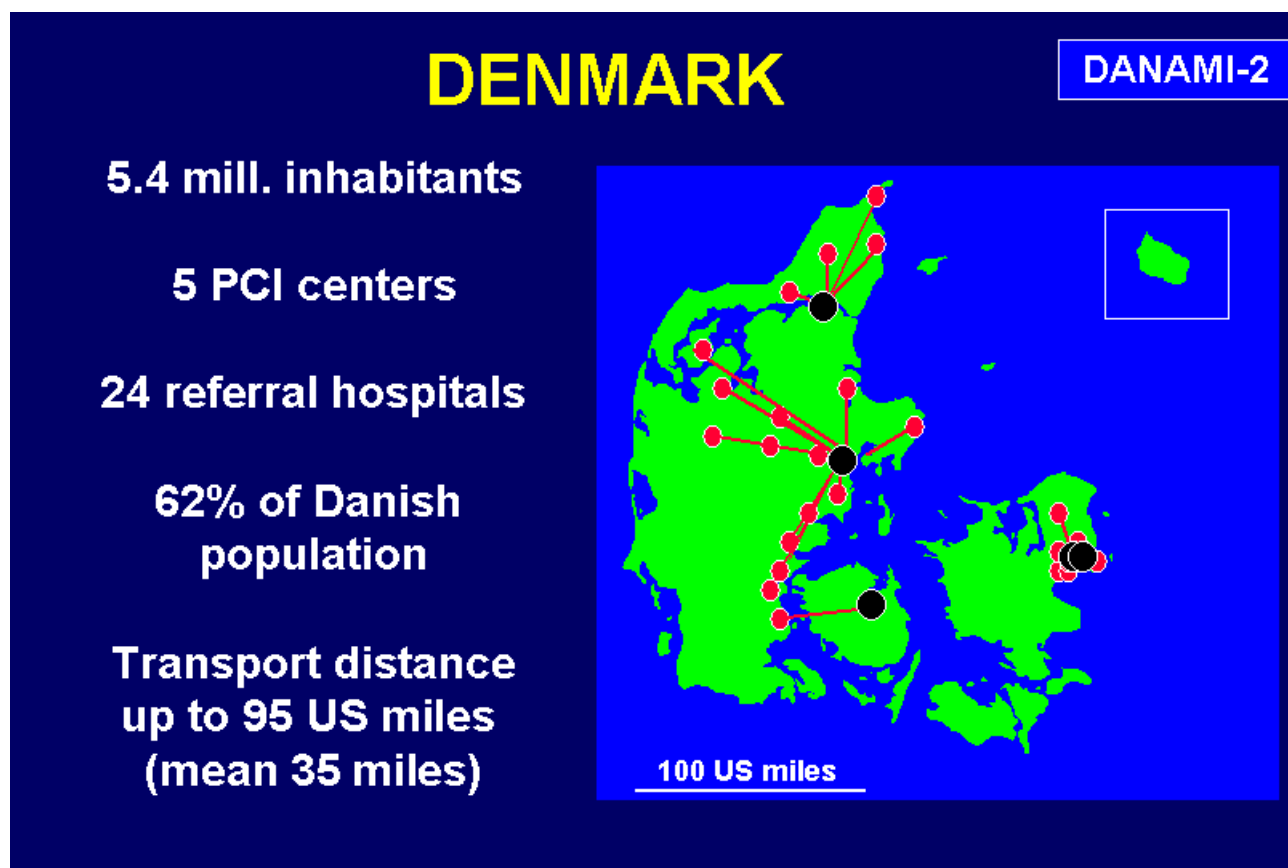 DENMARK
DANAMI-2
5.4 mill. inhabitants
5 PCI centers
24 referral hospitals
62% of Danish
population
Transport distance
up to 95 US miles
(mean 35 miles)
100 US miles